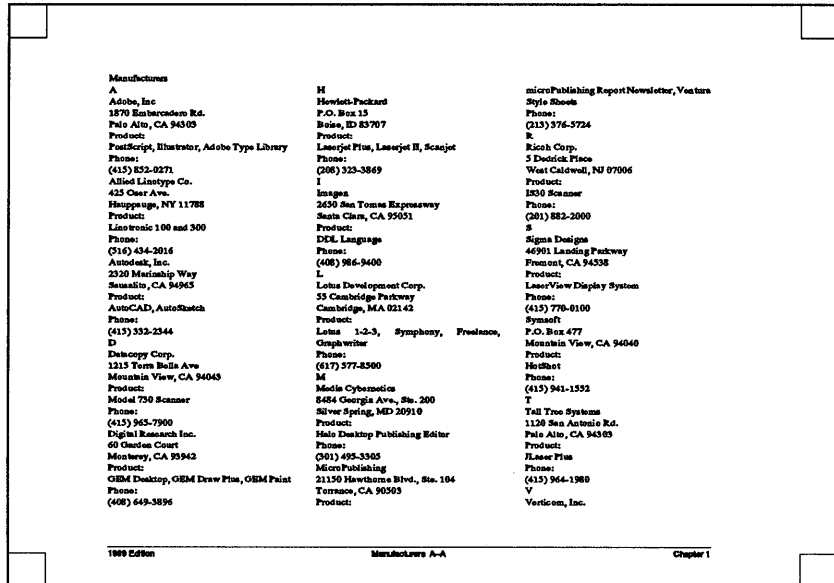 Manufacturers
A
Adobe, Inc
1870 Embarcadero Rd.
Palo Alto, CA 94303
Product:
PostScript, Illustrator, Adobe Type Library
Phone:
(415) 852-0271
Allied Linotype Co.
425 Oser Ave.
Hauppauge, NY 11788
Product:
Linotronic 100 and 300
Phone:
(516) 434-2016
Autodesk, Inc.
2320 Marinship Way
Sausalito, CA 94965
Product:
AutoCAD, AutoSketch
Phone:
(415) 332-2344
D
Datacopy Corp.
1215 Terra Bella Ave
Mountain View, CA 94043
Product:
Model 730 Scanner
Phone:
(415) 965-7900
Digital Research Inc.
60 Garden Court
Monterey, CA 93942
Product:
GEM Desktop, GEM Draw Plus, GEM Paint
Phone:
(408) 649-3896
H
Hewlett-Packard
P.O. Box 15
Boise, ID 83707
Product:
Laserjet Plus, Laserjet II, Scanjet
Phone:
(208) 323-3869
I
Imagen
2650 San Tomas Expressway
Santa Clara, CA 95051
Product:
DDL Language
Phone:
(408) 986-9400
L
Lotus Development Corp.
55 Cambridge Parkway
Cambridge, MA 02142
Product:
Lotus 1-2-3, Symphony, Freelance,
Graphwriter
Phone:
(617) 577-8500
M
Media Cybernetics
8484 Georgia Ave., Ste. 200
Silver Spring, MD 20910
Product:
Halo Desktop Publishing Editor
Phone:
(301) 495-3305
MicroPublishing
21150 Hawthorne Blvd., Ste. 104
Torrance, CA 90503
Product:
microPublishing Report Newsletter, Ventura
Style Sheets
Phone:
(213) 376-5724
R
Ricoh Corp.
5 Dedrick Place
West Caldwell, NJ 07006
Product:
IS30 Scanner
Phone:
(201) 882-2000
S
Sigma Designs
46901 Landing Parkway
Fremont, CA 94538
Product:
LaserView Display System
Phone:
(415) 770-0100
Symsoft
P.O. Box 477
Mountain View, CA 94040
Product:
HotShot
Phone:
(415) 941-1552
T
Tall Tree Systems
1120 San Antonio Rd.
Palo Alto, CA 94303
Product:
JLaser Plus
Phone:
(415) 964-1980
V
Verticom, Inc.
1989 Edition Manufacturers A–A Chapter 1